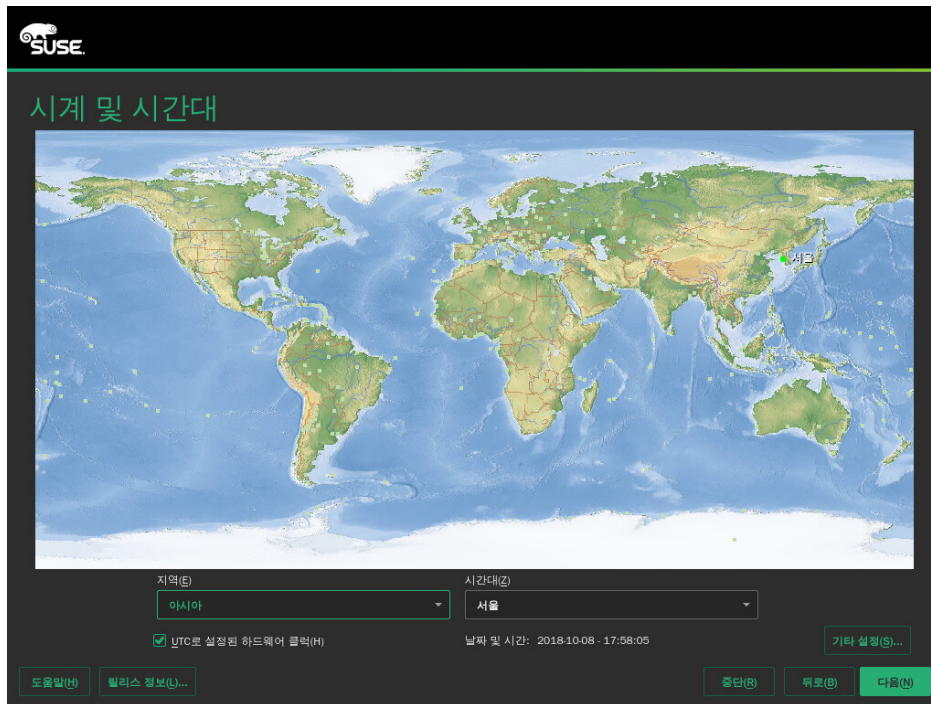 SUSE.
시계 및 시간대
서울
지역(E)
시간대(Z)
아시아
서울
UTC로 설정된 하드웨어 클럭(H)
날짜 및 시간: 2018-10-08 - 17:58:05
기타 설정(S)...
도움말(H)
릴리스 정보(L)...
중단(R)
뒤로(B)
다음(N)